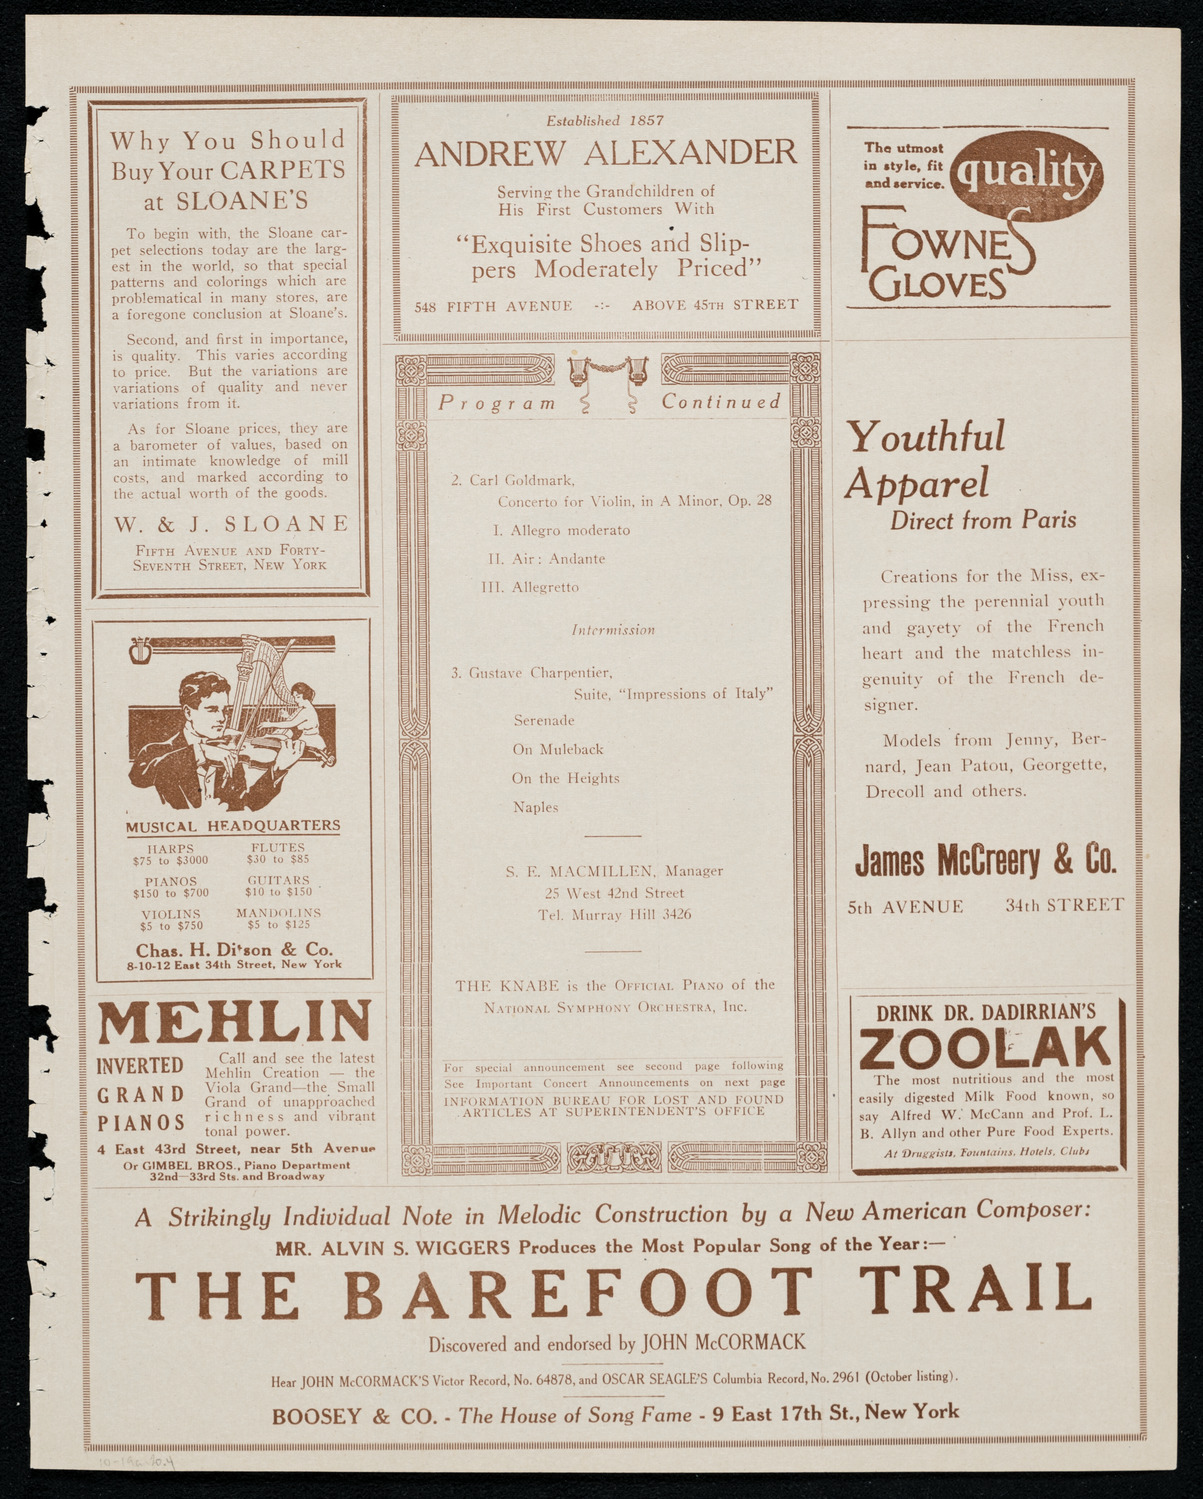 Why You Should
Buy Your CARPETS
at SLOANE'S
To begin with, the Sloane car-
pet selections today are the larg-
est in the world, so that special
patterns and colorings which are
problematical in many stores, are
a foregone conclusion at Sloane's.
Second, and first in importance,
is quality. This varies according
to price. But the variations are
variations of quality and never
variations from it.
As for Sloane prices, they are
a barometer of values, based on
an intimate knowledge of mill
costs, and marked according to
the actual worth of the goods.
W. & J. SLOANE
FIFTH AVENUE AND FORTY-
SEVENTH STREET, NEW YORK
MUSICAL HEADQUARTERS
HARPS FLUTES
$75 to $3000 $30 to $85
PIANOS GUITARS
$150 to $700 $10 to $150
VIOLINS MANDOLINS
$5 to $750 $5 to $125
Chas. H. Ditson & Co.
8-10-12 East 34th Street, New York
MEHLIN
INVERTED
GRAND
PIANOS
Call and see the latest
Mehlin Creation — the
Viola Grand—the Small
Grand of unapproached
richness and vibrant
tonal power.
4 East 43rd Street, near 5th Avenue
Or GIMBEL BROS., Piano Department
32nd—33rd Sts. and Broadway
Established 1857
ANDREW ALEXANDER
Serving the Grandchildren of
His First Customers With
"Exquisite Shoes and Slip-
pers Moderately Priced"
548 FIFTH AVENUE -:- ABOVE 45TH STREET
Program Continued
2. Carl Goldmark,
Concerto for Violin, in A Minor, Op. 28
I. Allegro moderato
II. Air: Andante
III. Allegretto
Intermission
3. Gustave Charpentier,
Suite, "Impressions of Italy"
Serenade
On Muleback
On the Heights
Naples
S. E. MACMILLEN, Manager
25 West 42nd Street
Tel. Murray Hill 3426
THE KNABE is the OFFICIAL PIANO of the
NATIONAL SYMPHONY ORCHESTRA, INC.
For special announcement see second page following
See Important Concert Announcements on next page
INFORMATION BUREAU FOR LOST AND FOUND
ARTICLES AT SUPERINTENDENT'S OFFICE
The utmost
in style, fit
and service.
quality
FOWNES
GLOVES
Youthful
Apparel
Direct from Paris
Creations for the Miss, ex-
pressing the perennial youth
and gayety of the French
heart and the matchless in-
genuity of the French de-
signer.
Models from Jenny, Ber-
nard, Jean Patou, Georgette,
Drecoll and others.
James McCreery & Co.
5th AVENUE 34th STREET
DRINK DR. DADIRRIAN'S
ZOOLAK
The most nutritious and the most
easily digested Milk Food known, so
say Alfred W. McCann and Prof. L.
B. Allyn and other Pure Food Experts.
At Druggists, Fountains, Hotels, Clubs
A Strikingly Individual Note in Melodic Construction by a New American Composer:
MR. ALVIN S. WIGGERS Produces the Most Popular Song of the Year:—
THE BAREFOOT TRAIL
Discovered and endorsed by JOHN McCORMACK
Hear JOHN McCORMACK'S Victor Record, No. 64878, and OSCAR SEAGLE'S Columbia Record, No. 2961 (October listing).
BOOSEY & CO. - The House of Song Fame - 9 East 17th St., New York